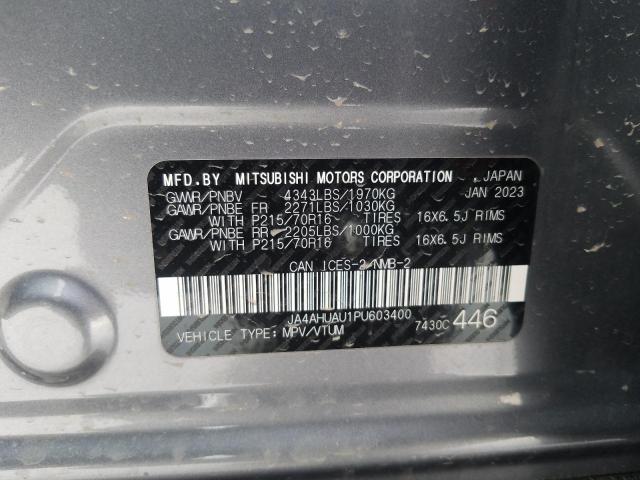 MFD.BY MITSUBISHI MOTORS CORPORATION , JAPAN
GVWR/PNBV 4343LBS/1970KG JAN 2023
GAWR/PNBE FR 2271LBS/1030KG
WITH P215/70R16 TIRES 16X6.5J RIMS
GAWR/PNBE RR 2205LBS/1000KG
WITH P215/70R16 TIRES 16X6.5J RIMS
CAN ICES-2/NMB-2
JA4AHUAU1PU603400
VEHICLE TYPE: MPV/VTUM 7430C 446